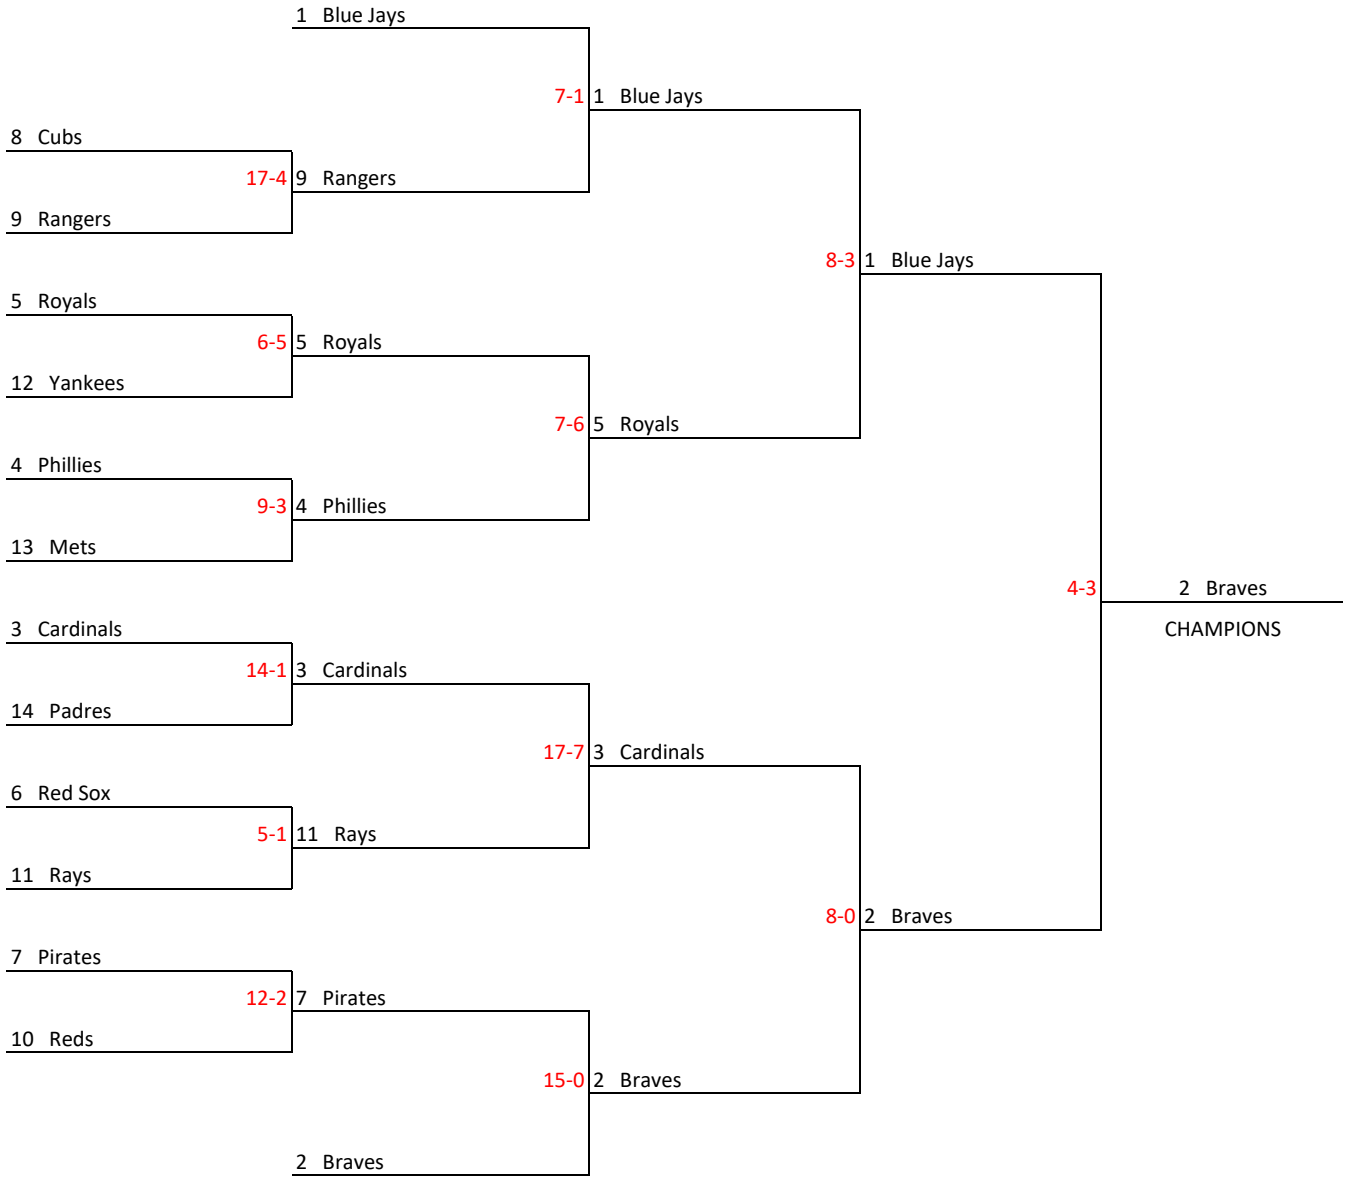 1 Blue Jays
7-1 1 Blue Jays
8 Cubs
17-4 9 Rangers
9 Rangers
8-3 1 Blue Jays
5 Royals
6-5 5 Royals
12 Yankees
7-6 5 Royals
4 Phillies
9-3 4 Phillies
13 Mets
4-3 2 Braves
CHAMPIONS
3 Cardinals
14-1 3 Cardinals
14 Padres
17-7 3 Cardinals
6 Red Sox
5-1 11 Rays
11 Rays
8-0 2 Braves
7 Pirates
12-2 7 Pirates
10 Reds
15-0 2 Braves
2 Braves